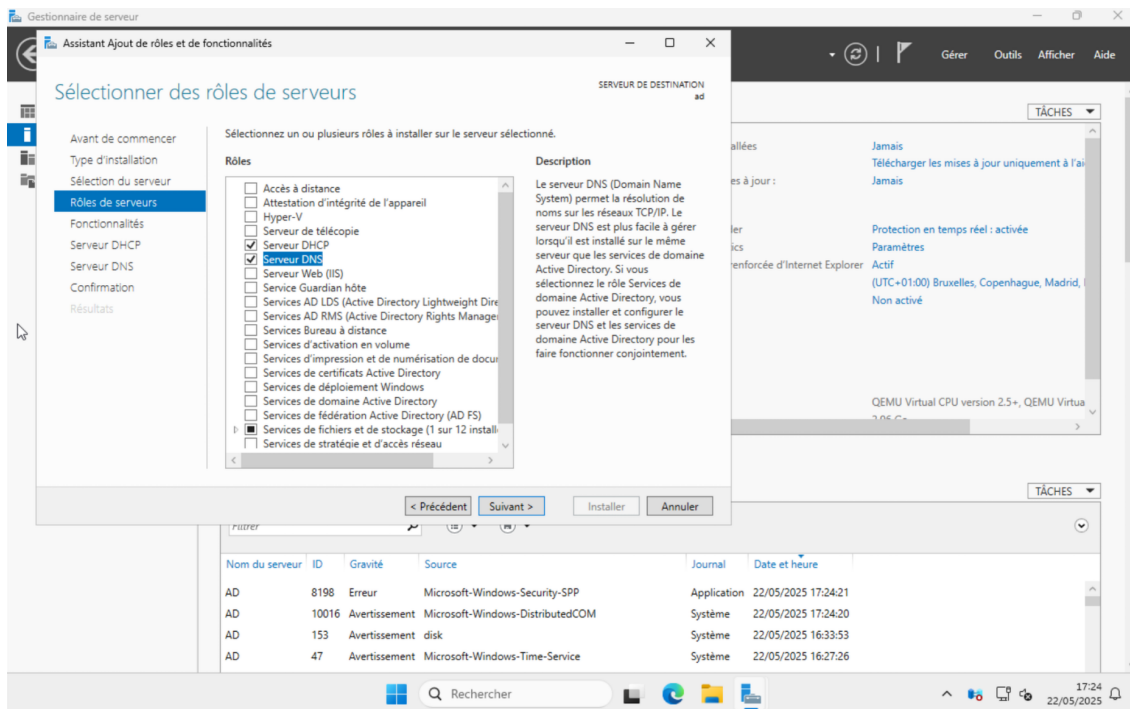 Gestionnaire de serveur
Assistant Ajout de rôles et de fonctionnalités
Gérer
Outils
Afficher
Aide
Sélectionner des rôles de serveurs
SERVEUR DE DESTINATION
ad
Avant de commencer
Type d'installation
Sélection du serveur
Rôles de serveurs
Fonctionnalités
Serveur DHCP
Serveur DNS
Confirmation
Résultats
Sélectionnez un ou plusieurs rôles à installer sur le serveur sélectionné.
Rôles
Accès à distance
Attestation d'intégrité de l'appareil
Hyper-V
Serveur de télécopie
Serveur DHCP
Serveur DNS
Serveur Web (IIS)
Service Guardian hôte
Services AD LDS (Active Directory Lightweight Dire
Services AD RMS (Active Directory Rights Manage
Services Bureau à distance
Services d'activation en volume
Services d'impression et de numérisation de docu
Services de certificats Active Directory
Services de déploiement Windows
Services de domaine Active Directory
Services de fédération Active Directory (AD FS)
Services de fichiers et de stockage (1 sur 12 install
Services de stratégie et d'accès réseau
Description
Le serveur DNS (Domain Name
System) permet la résolution de
noms sur les réseaux TCP/IP. Le
serveur DNS est plus facile à gérer
lorsqu'il est installé sur le même
serveur que les services de domaine
Active Directory. Si vous
sélectionnez le rôle Services de
domaine Active Directory, vous
pouvez installer et configurer le
serveur DNS et les services de
domaine Active Directory pour les
faire fonctionner conjointement.
< Précédent
Suivant >
Installer
Annuler
TÂCHES
allées
Jamais
Télécharger les mises à jour uniquement à l'ai
es à jour :
Jamais
ler
Protection en temps réel : activée
ics
Paramètres
renforcée d'Internet Explorer
Actif
(UTC+01:00) Bruxelles, Copenhague, Madrid,
Non activé
QEMU Virtual CPU version 2.5+, QEMU Virtua
TÂCHES
Filtrer
Nom du serveur ID Gravité Source Journal Date et heure
AD 8198 Erreur Microsoft-Windows-Security-SPP Application 22/05/2025 17:24:21
AD 10016 Avertissement Microsoft-Windows-DistributedCOM Système 22/05/2025 17:24:20
AD 153 Avertissement disk Système 22/05/2025 16:33:53
AD 47 Avertissement Microsoft-Windows-Time-Service Système 22/05/2025 16:27:26
Rechercher
17:24
22/05/2025